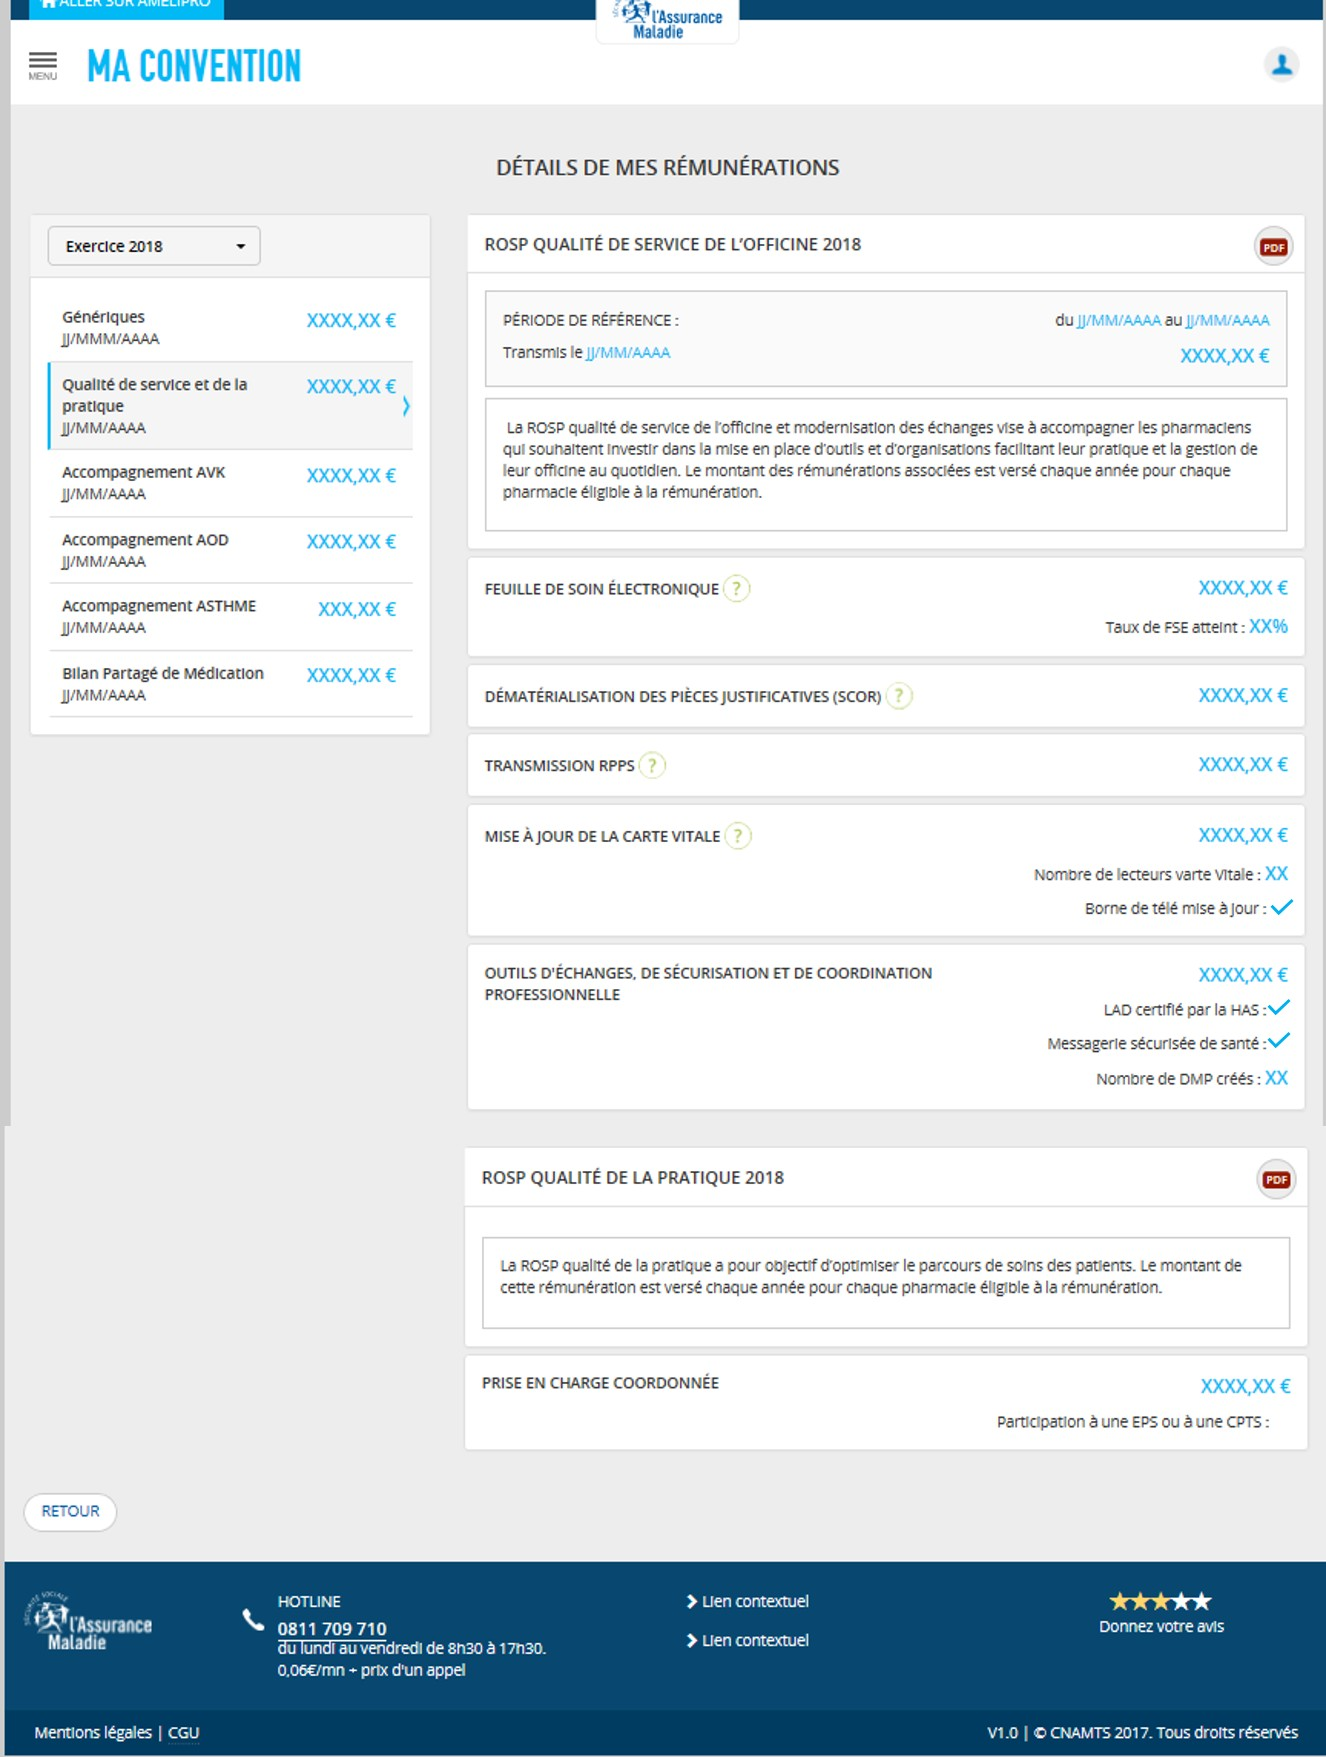 ALLER SUR AMELIPRO
l'Assurance
Maladie
MENU
MA CONVENTION
DÉTAILS DE MES RÉMUNÉRATIONS
Exercice 2018
Génériques
XXXX,XX €
JJ/MMM/AAAA
Qualité de service et de la
pratique
XXXX,XX €
JJ/MM/AAAA
Accompagnement AVK
XXXX,XX €
JJ/MM/AAAA
Accompagnement AOD
XXXX,XX €
JJ/MM/AAAA
Accompagnement ASTHME
XXX,XX €
JJ/MM/AAAA
Bilan Partagé de Médication
XXXX,XX €
JJ/MM/AAAA
ROSP QUALITÉ DE SERVICE DE L’OFFICINE 2018
PDF
PÉRIODE DE RÉFÉRENCE :
du JJ/MM/AAAA au JJ/MM/AAAA
Transmis le JJ/MM/AAAA
XXXX,XX €
La ROSP qualité de service de l’officine et modernisation des échanges vise à accompagner les pharmaciens
qui souhaitent investir dans la mise en place d’outils et d’organisations facilitant leur pratique et la gestion de
leur officine au quotidien. Le montant des rémunérations associées est versé chaque année pour chaque
pharmacie éligible à la rémunération.
FEUILLE DE SOIN ÉLECTRONIQUE ?
XXXX,XX €
Taux de FSE atteint : XX%
DÉMATÉRIALISATION DES PIÈCES JUSTIFICATIVES (SCOR) ?
XXXX,XX €
TRANSMISSION RPPS ?
XXXX,XX €
MISE À JOUR DE LA CARTE VITALE ?
XXXX,XX €
Nombre de lecteurs varte Vitale : XX
Borne de télé mise à jour :
OUTILS D'ÉCHANGES, DE SÉCURISATION ET DE COORDINATION
PROFESSIONNELLE
XXXX,XX €
LAD certifié par la HAS :
Messagerie sécurisée de santé :
Nombre de DMP créés : XX
ROSP QUALITÉ DE LA PRATIQUE 2018
PDF
La ROSP qualité de la pratique a pour objectif d’optimiser le parcours de soins des patients. Le montant de
cette rémunération est versé chaque année pour chaque pharmacie éligible à la rémunération.
PRISE EN CHARGE COORDONNÉE
XXXX,XX €
Participation à une EPS ou à une CPTS :
RETOUR
SÉCURITÉ SOCIALE
l'Assurance
Maladie
HOTLINE
0811 709 710
du lundi au vendredi de 8h30 à 17h30.
0,06€/mn + prix d'un appel
Lien contextuel
Lien contextuel
Donnez votre avis
Mentions légales | CGU
V1.0 | © CNAMTS 2017. Tous droits réservés